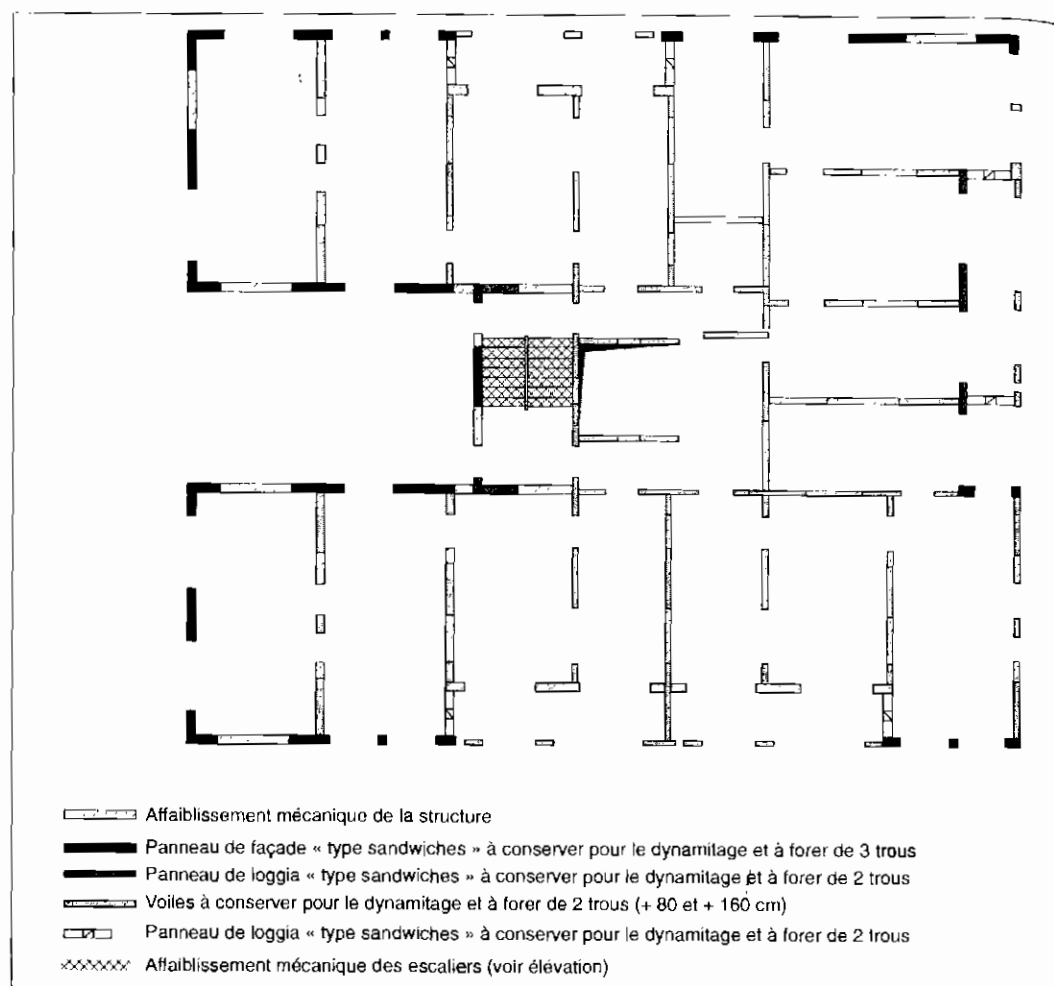 Affaiblissement mécanique de la structure
Panneau de façade « type sandwiches » à conserver pour le dynamitage et à forer de 3 trous
Panneau de loggia « type sandwiches » à conserver pour le dynamitage et à forer de 2 trous
Voiles à conserver pour le dynamitage et à forer de 2 trous (+ 80 et + 160 cm)
Panneau de loggia « type sandwiches » à conserver pour le dynamitage et à forer de 2 trous
Affaiblissement mécanique des escaliers (voir élévation)